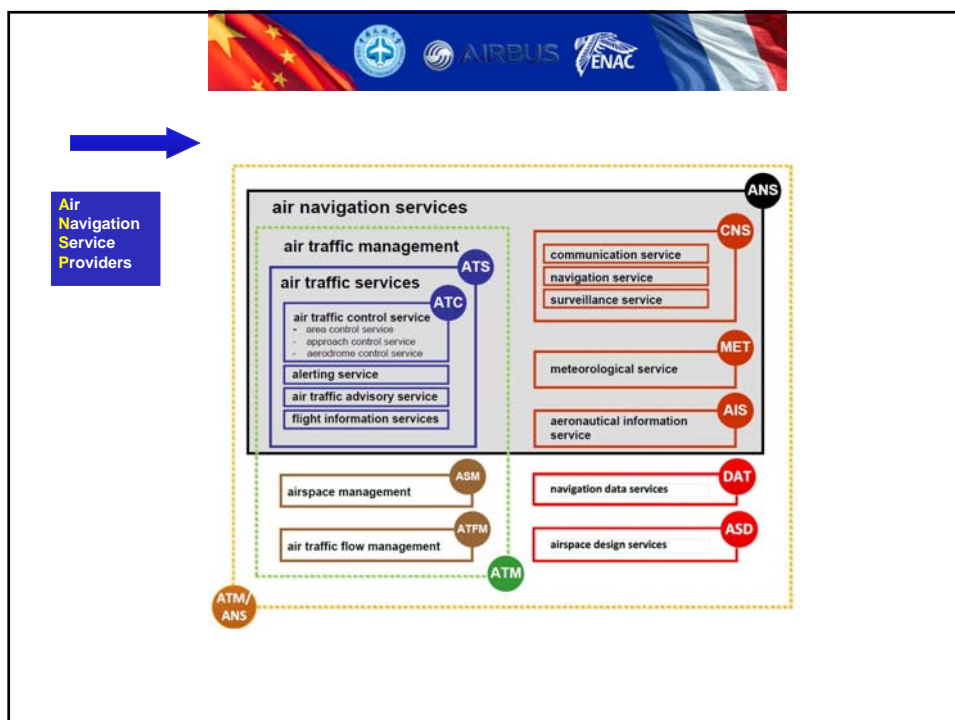 AIRBUS
ENAC
Air
Navigation
Service
Providers
ANS
air navigation services
air traffic management
ATS
air traffic services
ATC
air traffic control service
- area control service
- approach control service
- aerodrome control service
alerting service
air traffic advisory service
flight information services
CNS
communication service
navigation service
surveillance service
MET
meteorological service
AIS
aeronautical information
service
ASM
airspace management
ATFM
air traffic flow management
ATM
DAT
navigation data services
ASD
airspace design services
ATM/
ANS